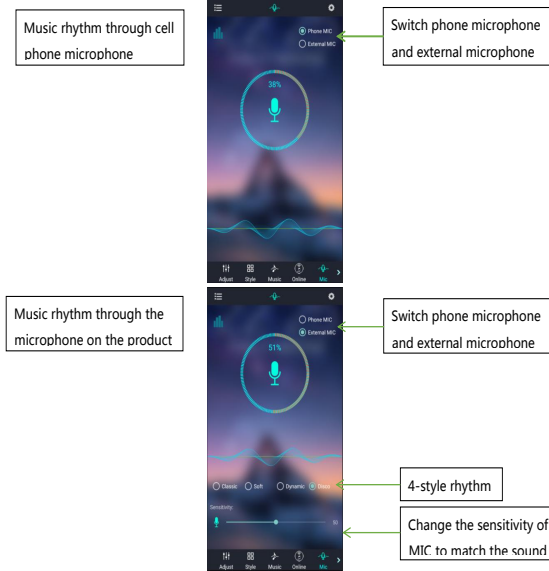 Music rhythm through cell
phone microphone
Switch phone microphone
and external microphone
Phone MIC
External MIC
38%
Adjust Style Music Online Mic
Music rhythm through the
microphone on the product
Switch phone microphone
and external microphone
Phone MIC
External MIC
51%
Classic Soft Dynamic Disco
4-style rhythm
Sensitivity
Change the sensitivity of
MIC to match the sound
Adjust Style Music Online Mic